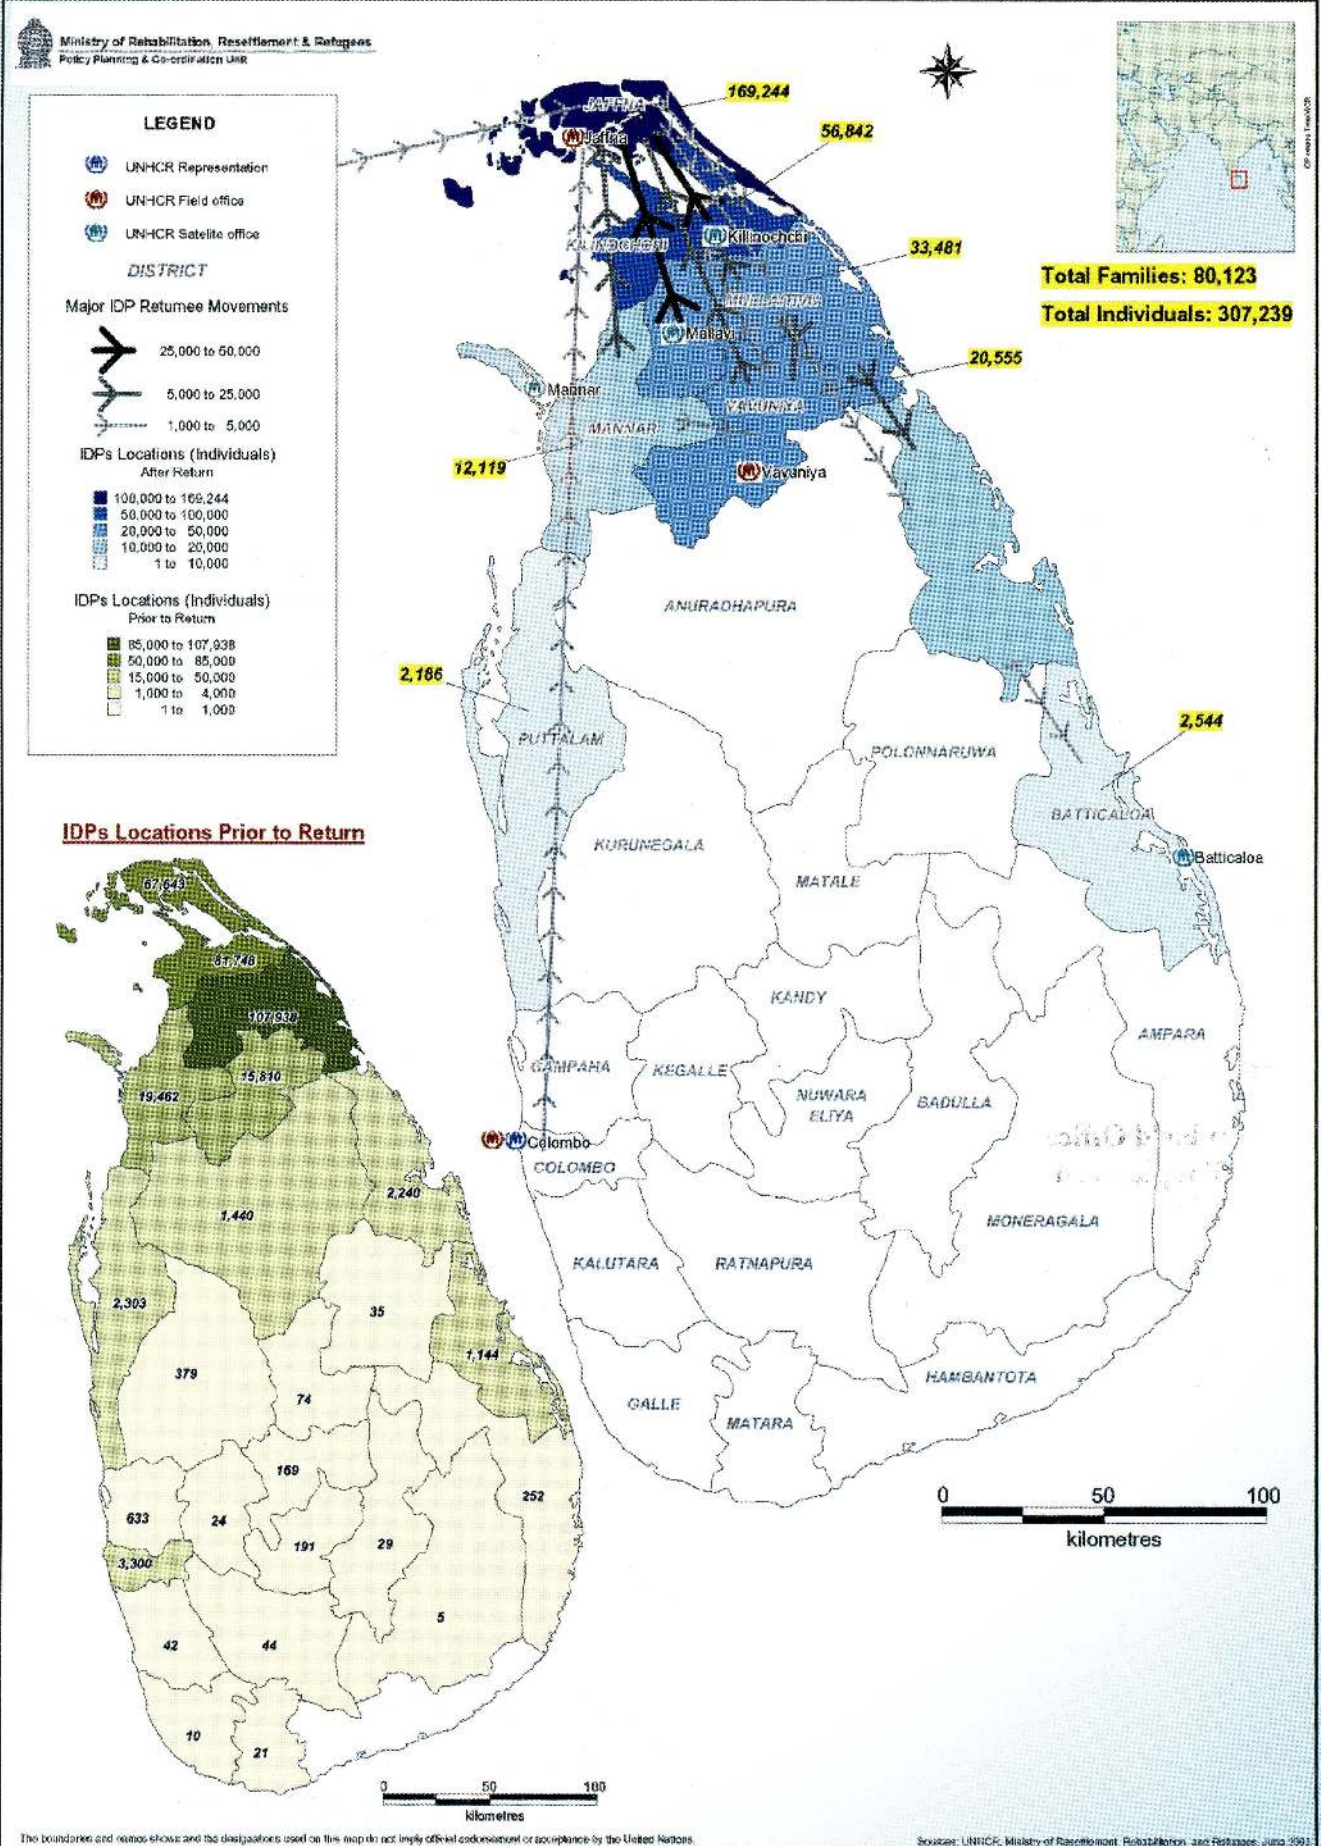 Ministry of Rehabilitation, Resettlement & Refugees
Policy Planning & Co-ordination Unit
LEGEND
UNHCR Representation
UNHCR Field office
UNHCR Satelite office
DISTRICT
Major IDP Returnee Movements
25,000 to 50,000
5,000 to 25,000
1,000 to 5,000
IDPs Locations (Individuals)
After Return
100,000 to 169,244
50,000 to 100,000
20,000 to 50,000
10,000 to 20,000
1 to 10,000
IDPs Locations (Individuals)
Prior to Return
85,000 to 107,938
50,000 to 85,000
15,000 to 50,000
1,000 to 4,000
1 to 1,000
Total Families: 80,123
Total Individuals: 307,239
169,244
JAFFNA
Jaffna
56,842
Killinochchi
33,481
Mallavi
20,555
Mannar
VAVUNIYA
MANNAR
12,119
Vavuniya
ANURADHAPURA
2,186
PUTTALAM
POLONNARUWA
2,544
BATTICALOA
KURUNEGALA
Batticaloa
MATALE
KANDY
AMPARA
GAMPAHA
KEGALLE
NUWARA
ELIYA
BADULLA
Colombo
COLOMBO
MONERAGALA
KALUTARA
RATNAPURA
HAMBANTOTA
GALLE
MATARA
0 50 100
kilometres
IDPs Locations Prior to Return
67,643
81,748
107,938
15,810
19,462
2,240
1,440
2,303
35
1,144
379
74
169
252
633
24
191
29
3,300
5
42
44
10
21
0 50 100
kilometres
The boundaries and names shown and the designations used on this map do not imply official endorsement or acceptance by the United Nations.